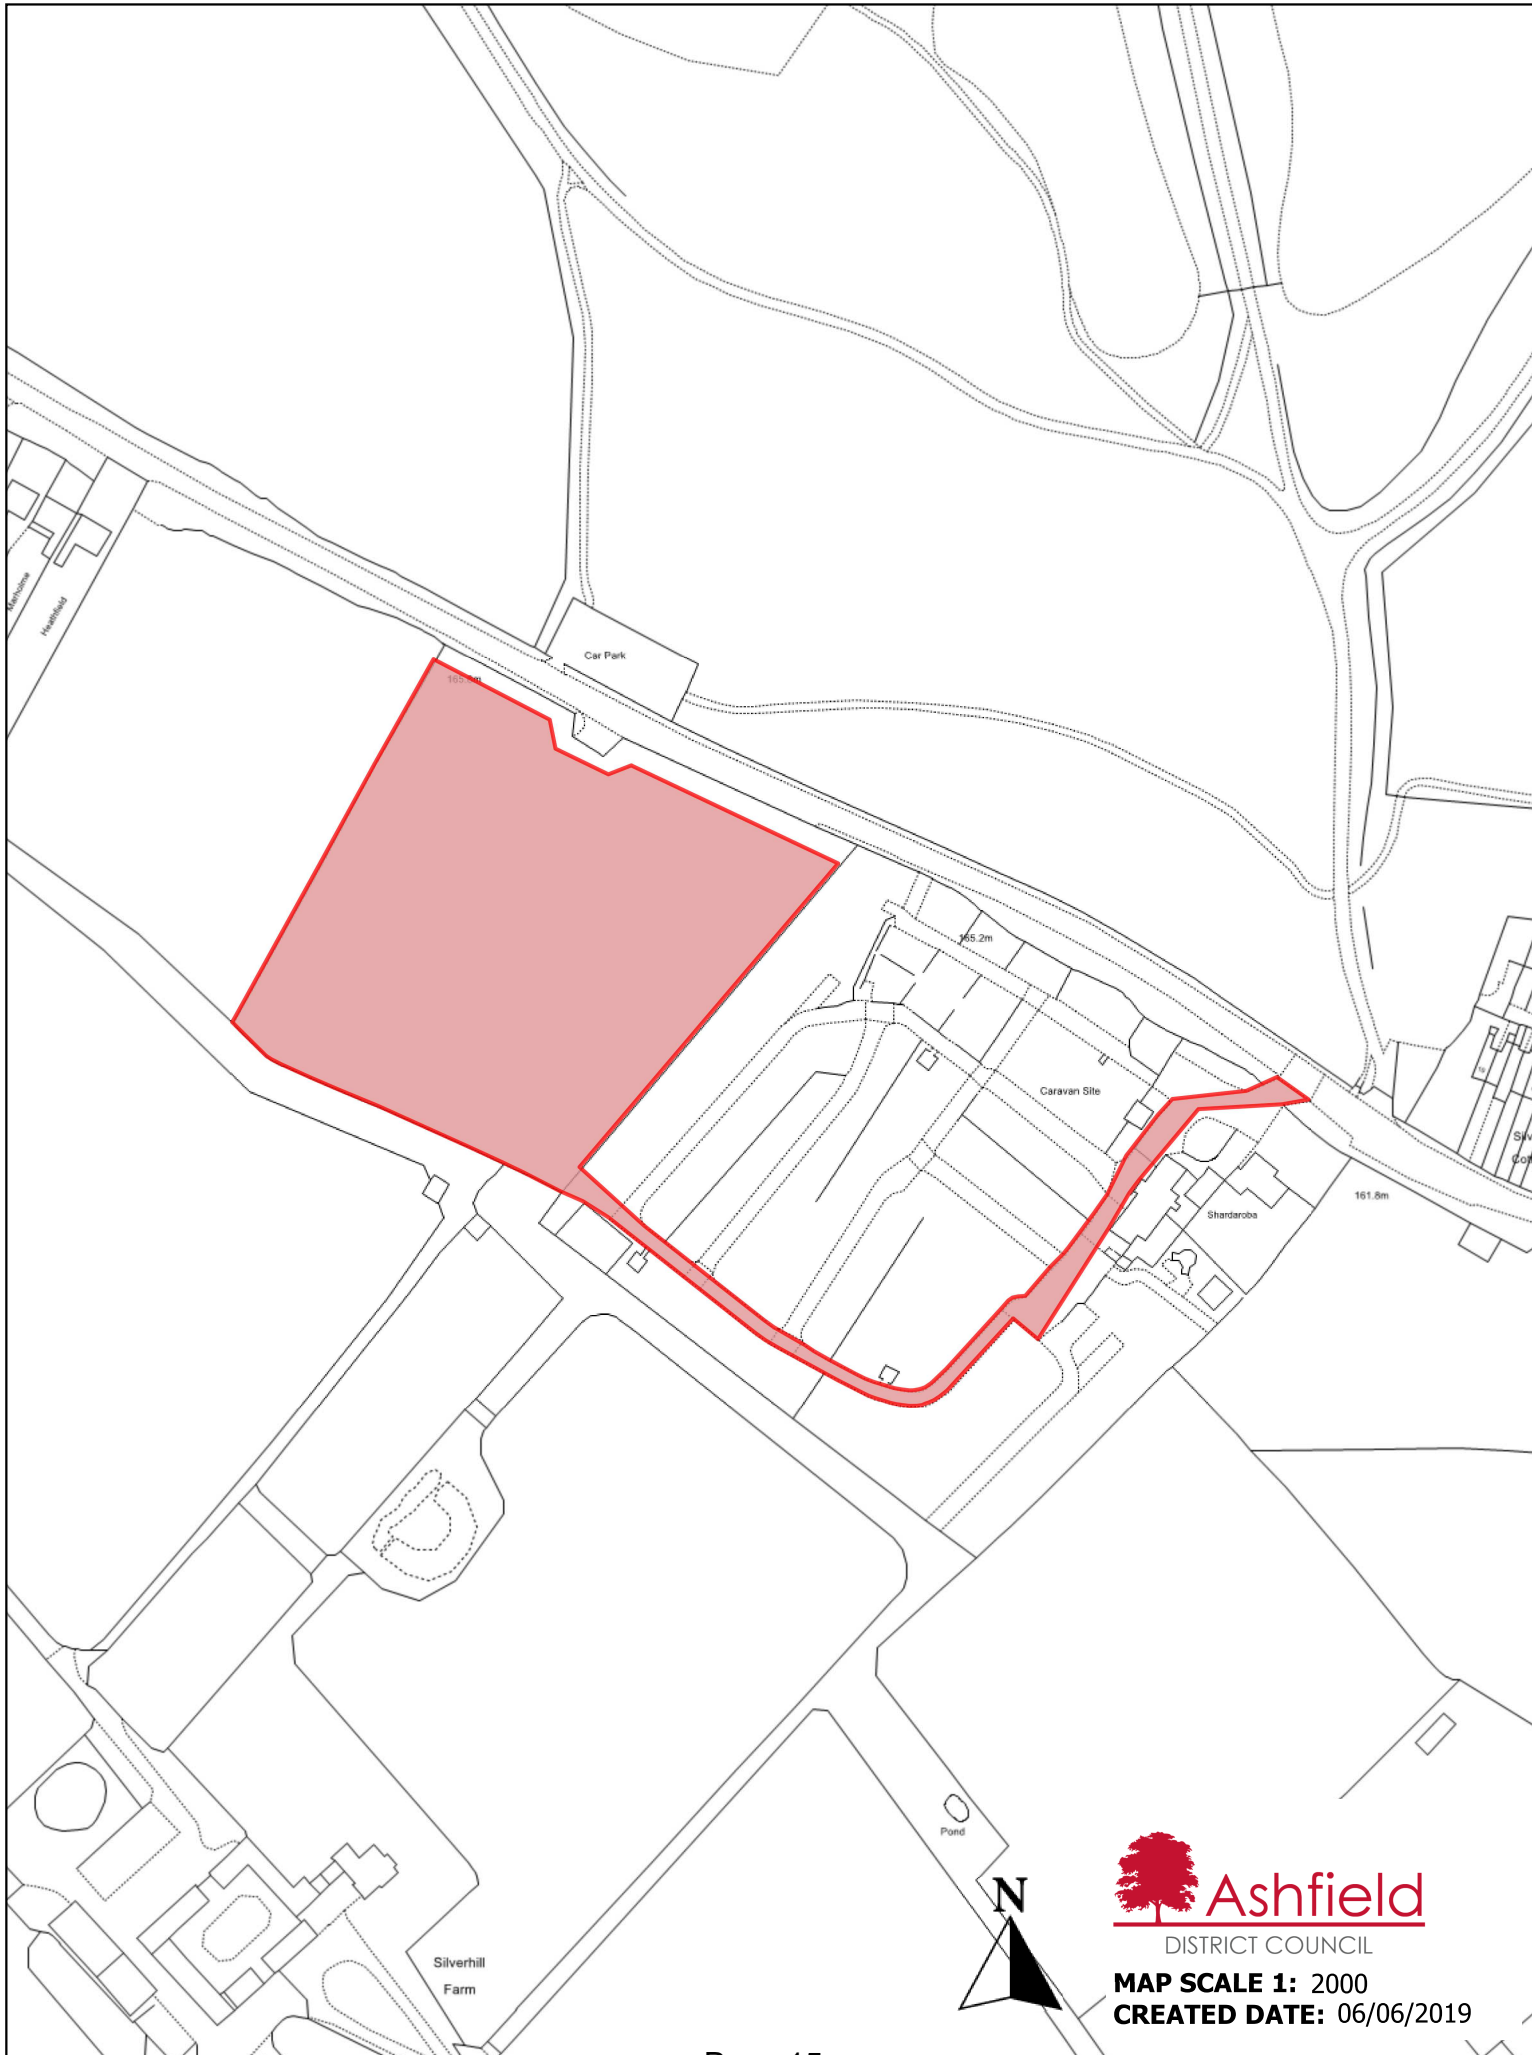 Marholme
Heathfield
Car Park
165.2m
Caravan Site
Shardaroba
161.8m
Pond
Silverhill
Farm
N
Ashfield
DISTRICT COUNCIL
MAP SCALE 1: 2000
CREATED DATE: 06/06/2019